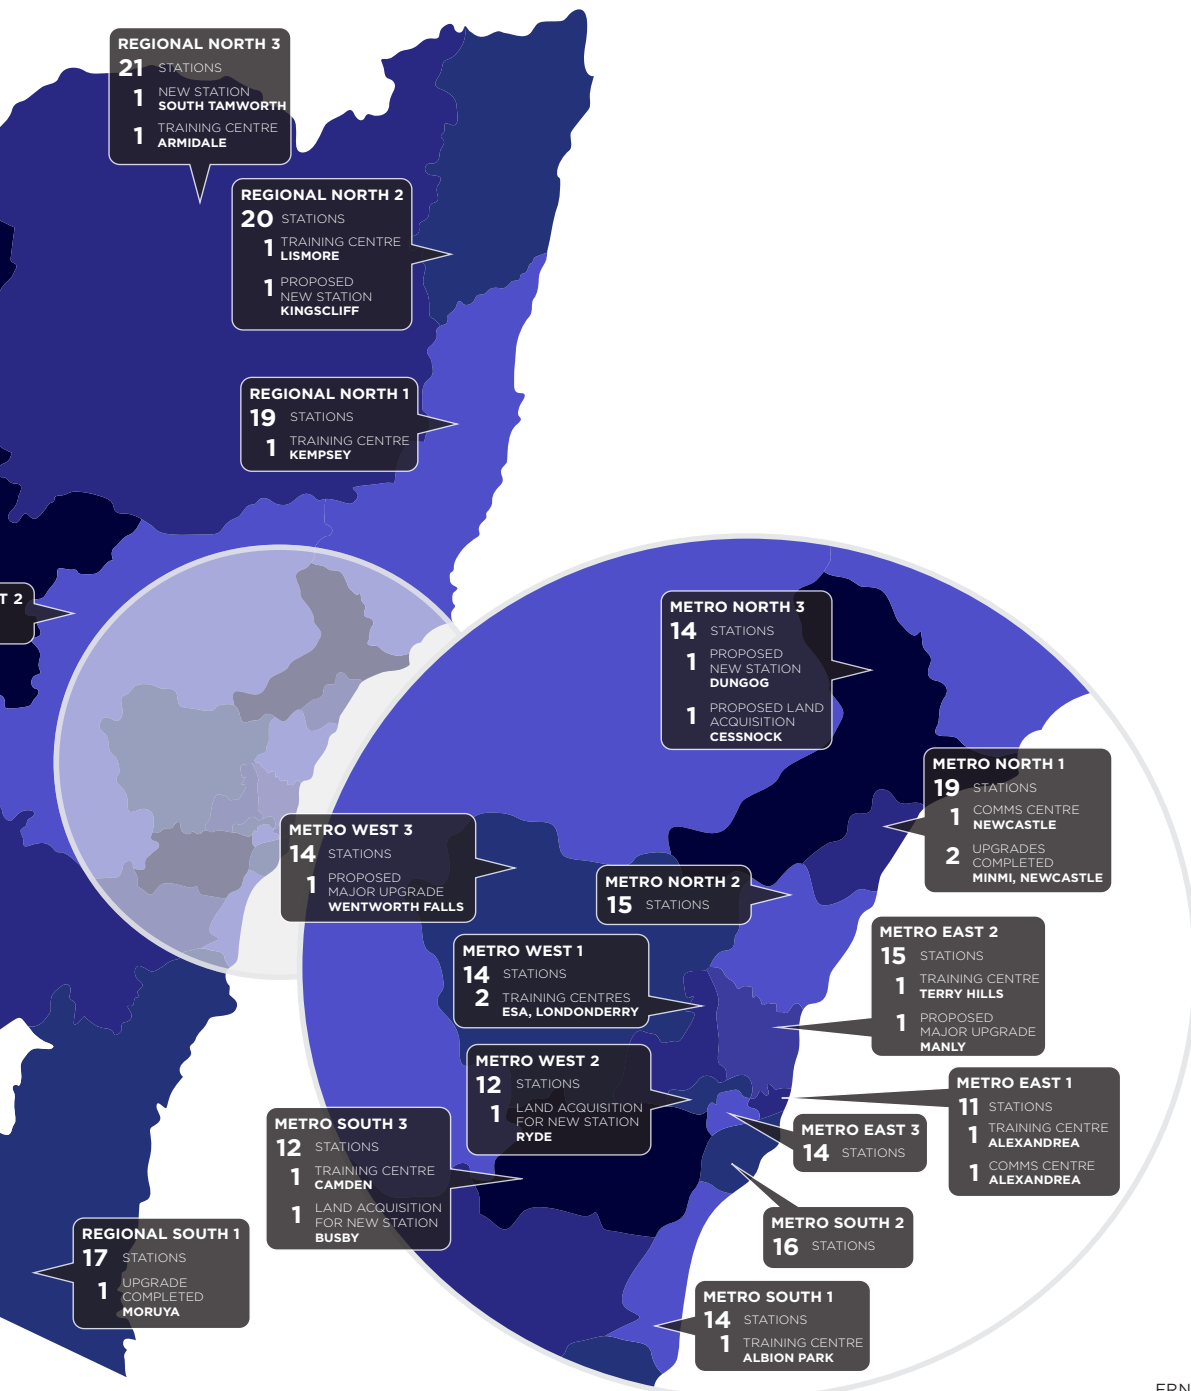 REGIONAL NORTH 3
21 STATIONS
1 NEW STATION
SOUTH TAMWORTH
1 TRAINING CENTRE
ARMIDALE
REGIONAL NORTH 2
20 STATIONS
1 TRAINING CENTRE
LISMORE
1 PROPOSED
NEW STATION
KINGSCLIFF
REGIONAL NORTH 1
19 STATIONS
1 TRAINING CENTRE
KEMPSEY
T 2
METRO NORTH 3
14 STATIONS
1 PROPOSED
NEW STATION
DUNGOG
1 PROPOSED LAND
ACQUISITION
CESSNOCK
METRO NORTH 1
19 STATIONS
1 COMMS CENTRE
NEWCASTLE
2 UPGRADES
COMPLETED
MINMI, NEWCASTLE
METRO WEST 3
14 STATIONS
1 PROPOSED
MAJOR UPGRADE
WENTWORTH FALLS
METRO NORTH 2
15 STATIONS
METRO EAST 2
15 STATIONS
1 TRAINING CENTRE
TERRY HILLS
1 PROPOSED
MAJOR UPGRADE
MANLY
METRO WEST 1
14 STATIONS
2 TRAINING CENTRES
ESA, LONDONDERRY
METRO WEST 2
12 STATIONS
1 LAND ACQUISITION
FOR NEW STATION
RYDE
METRO EAST 1
11 STATIONS
1 TRAINING CENTRE
ALEXANDREA
1 COMMS CENTRE
ALEXANDREA
METRO SOUTH 3
12 STATIONS
1 TRAINING CENTRE
CAMDEN
1 LAND ACQUISITION
FOR NEW STATION
BUSBY
METRO EAST 3
14 STATIONS
METRO SOUTH 2
16 STATIONS
REGIONAL SOUTH 1
17 STATIONS
1 UPGRADE
COMPLETED
MORUYA
METRO SOUTH 1
14 STATIONS
1 TRAINING CENTRE
ALBION PARK